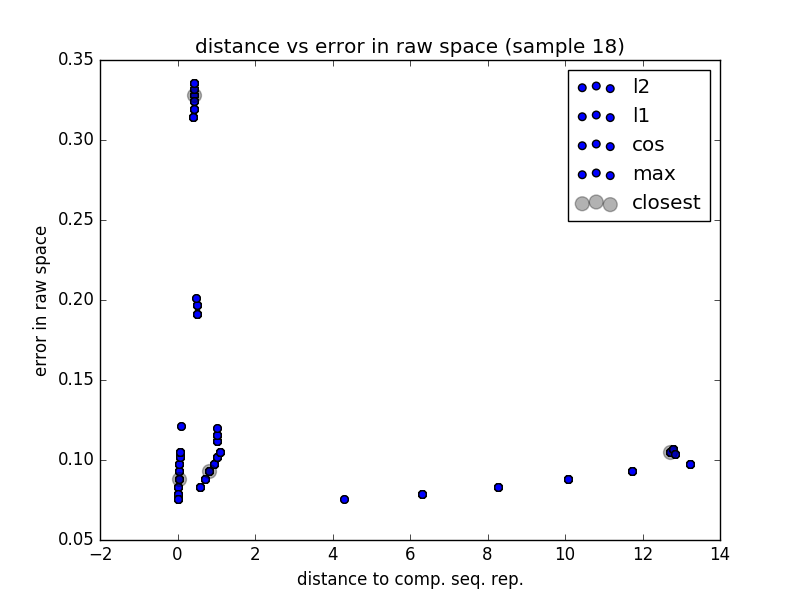 distance vs error in raw space (sample 18)
0.35
0.30
0.25
0.20
0.15
0.10
0.05
error in raw space
l2
l1
cos
max
closest
−2 0 2 4 6 8 10 12 14
distance to comp. seq. rep.